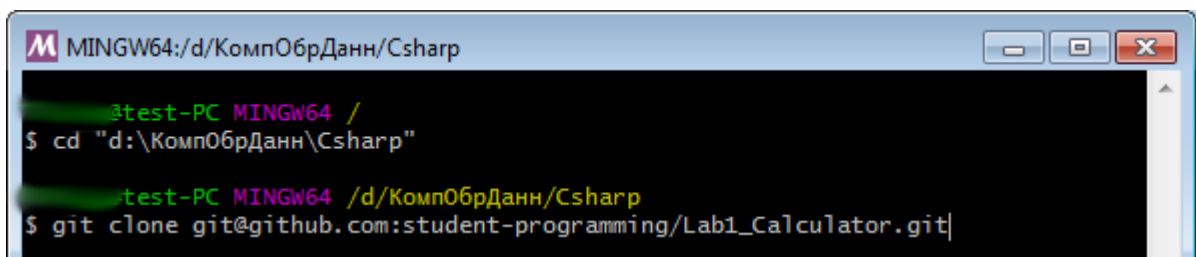 MINGW64:/d/КомпОбрДанн/Csharp
@test-PC MINGW64 /
$ cd "d:\КомпОбрДанн\Csharp"
test-PC MINGW64 /d/КомпОбрДанн/Csharp
$ git clone git@github.com:student-programming/Lab1_Calculator.git